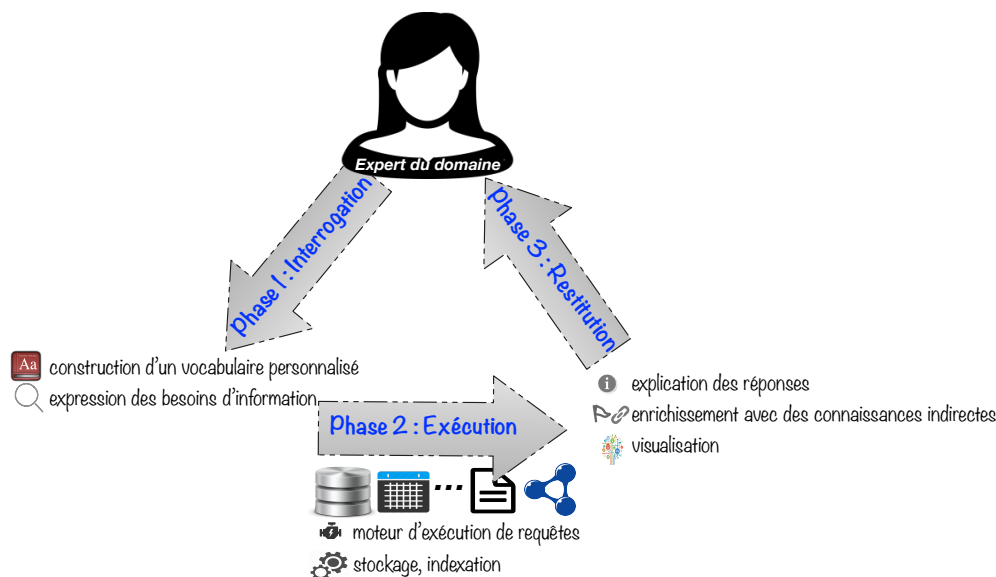 Expert du domaine
Phase 1 : Interrogation
Phase 3 : Restitution
Aa
construction d'un vocabulaire personnalisé
expression des besoins d'information
Phase 2 : Exécution
explication des réponses
enrichissement avec des connaissances indirectes
visualisation
moteur d'exécution de requêtes
stockage, indexation